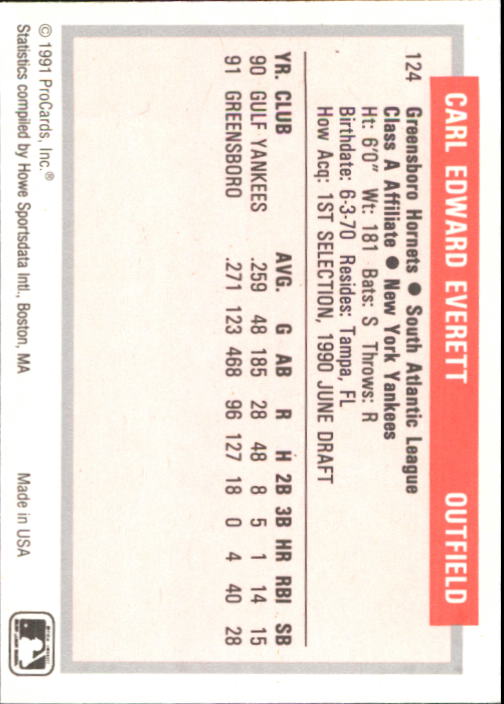 CARL EDWARD EVERETT OUTFIELD
124 Greensboro Hornets ● South Atlantic League
Class A Affiliate ● New York Yankees
Ht: 6'0" Wt: 181 Bats: S Throws: R
Birthdate: 6-3-70 Resides: Tampa, FL
How Acq: 1ST SELECTION, 1990 JUNE DRAFT
YR. CLUB AVG. G AB R H 2B 3B HR RBI SB
90 GULF YANKEES .259 48 185 28 48 8 5 1 14 15
91 GREENSBORO .271 123 468 96 127 18 0 4 40 28
© 1991 ProCards, Inc.® Made in USA
Statistics compiled by Howe Sportsdata Intl., Boston, MA